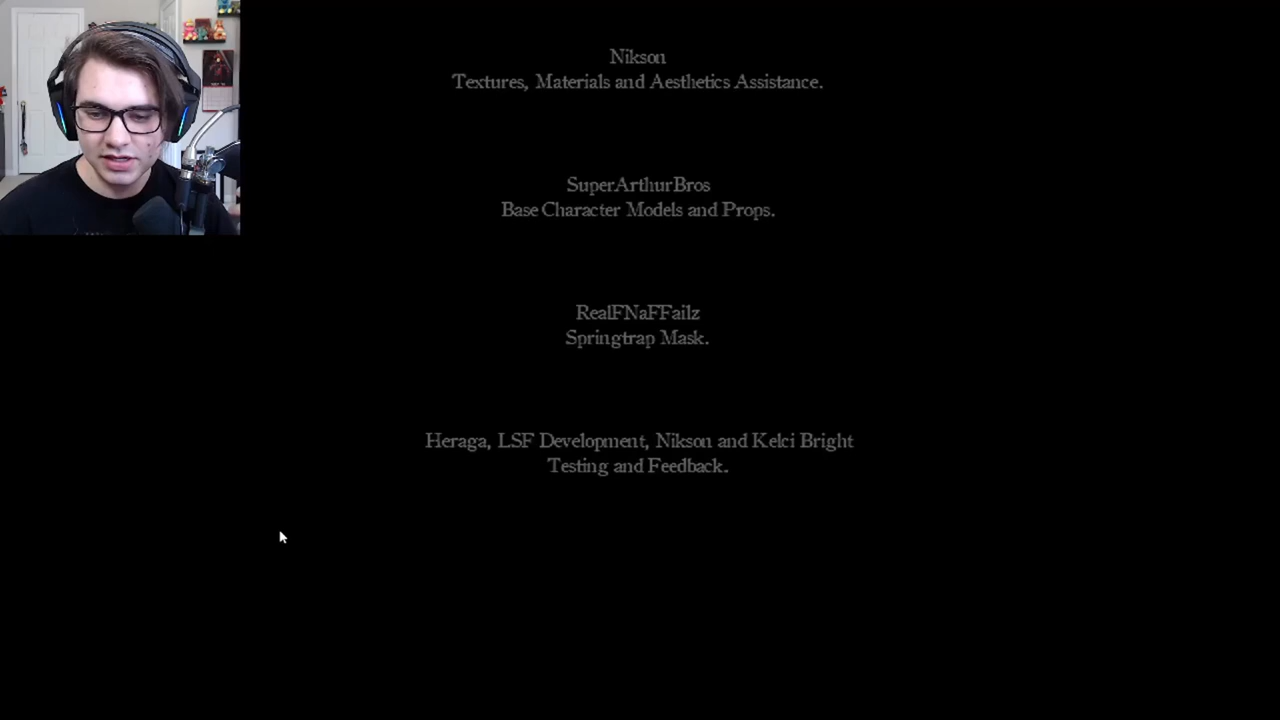 Nikson
Textures, Materials and Aesthetics Assistance.
SuperArthurBros
Base Character Models and Props.
RealFNaFFailz
Springtrap Mask.
Heraga, LSF Development, Nikson and Kelci Bright
Testing and Feedback.